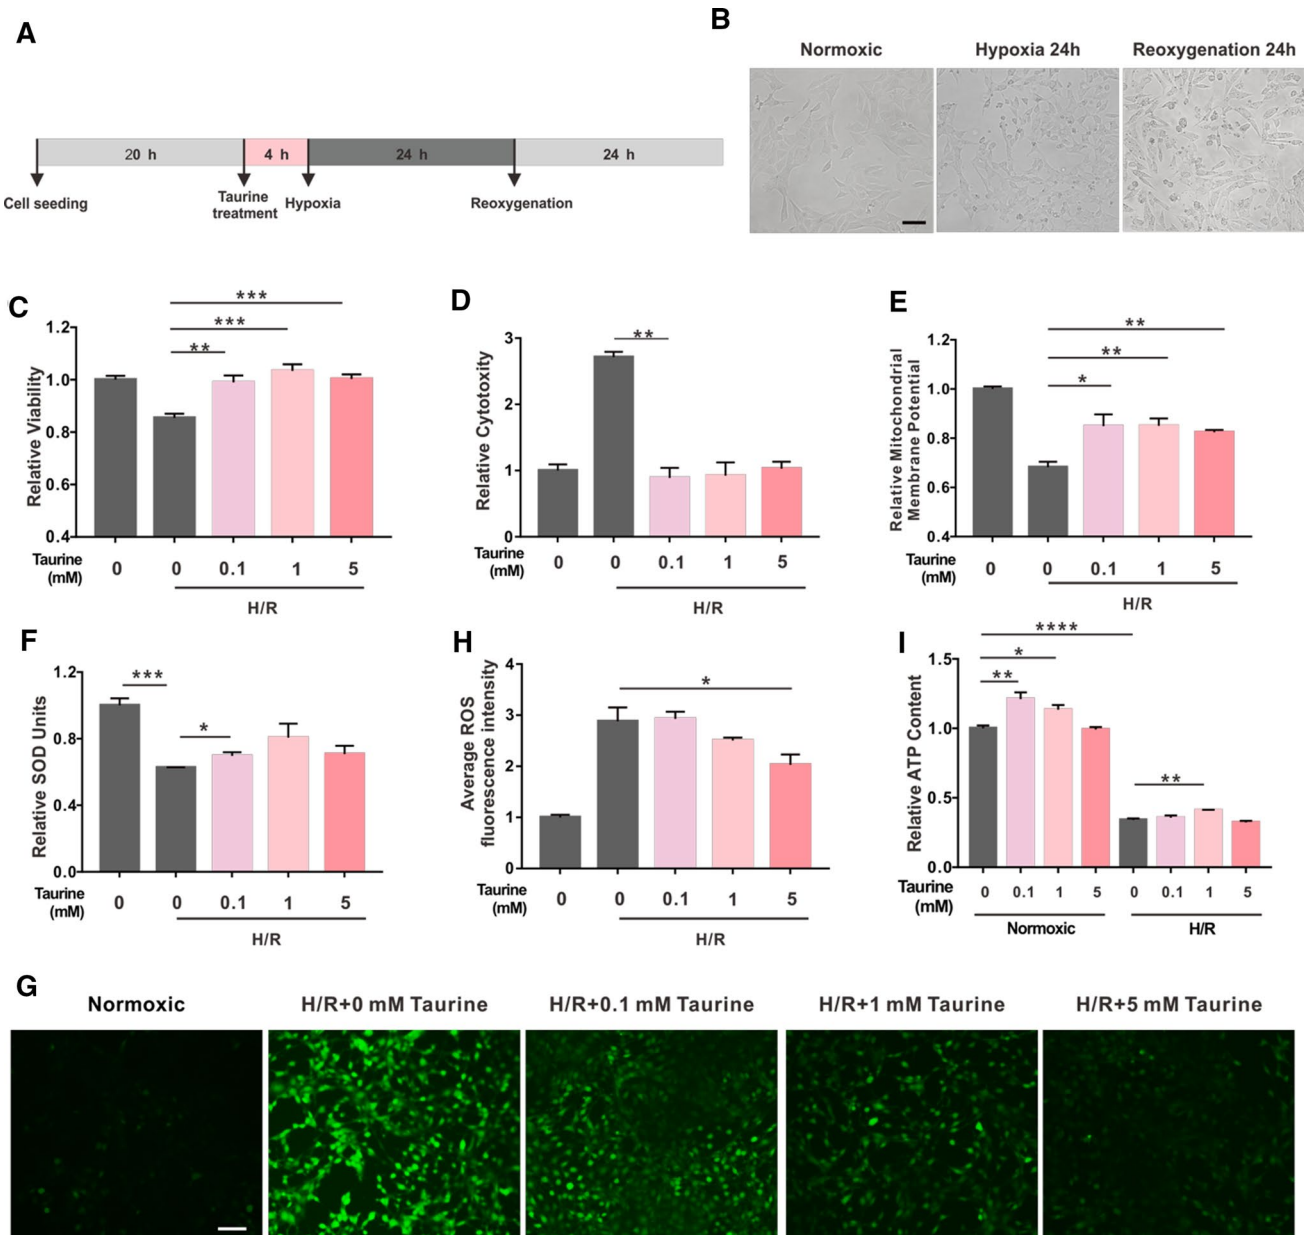 A
20 h
4 h
24 h
24 h
Cell seeding
Taurine
treatment
Hypoxia
Reoxygenation
B
Normoxic
Hypoxia 24h
Reoxygenation 24h
C
Relative Viability
1.2
1.0
0.8
0.6
0.4
***
***
**
Taurine
(mM)
0
0
0.1
1
5
H/R
D
Relative Cytotoxity
3
2
1
0
**
Taurine
(mM)
0
0
0.1
1
5
H/R
E
Relative Mitochondrial
Membrane Potential
1.2
1.0
0.8
0.6
0.4
**
**
*
Taurine
(mM)
0
0
0.1
1
5
H/R
F
Relative SOD Units
1.2
0.8
0.4
0.0
***
*
Taurine
(mM)
0
0
0.1
1
5
H/R
H
Average ROS
fluorescence intensity
4
3
2
1
0
*
Taurine
(mM)
0
0
0.1
1
5
H/R
I
Relative ATP Content
1.5
1.0
0.5
0.0
****
*
**
**
Taurine
(mM)
0
0.1
1
5
0
0.1
1
5
Normoxic
H/R
G
Normoxic
H/R+0 mM Taurine
H/R+0.1 mM Taurine
H/R+1 mM Taurine
H/R+5 mM Taurine